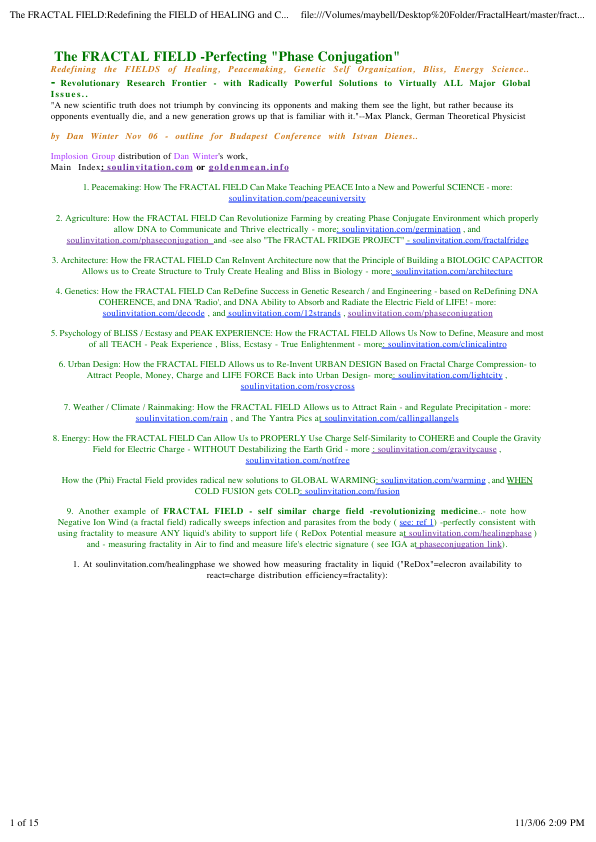 The FRACTAL FIELD:Redefining the FIELD of HEALING and C... file:///Volumes/maybell/Desktop%20Folder/FractalHeart/master/fract...
The FRACTAL FIELD -Perfecting "Phase Conjugation"
Redefining the FIELDS of Healing, Peacemaking, Genetic Self Organization, Bliss, Energy Science..
- Revolutionary Research Frontier - with Radically Powerful Solutions to Virtually ALL Major Global
Issues..
"A new scientific truth does not triumph by convincing its opponents and making them see the light, but rather because its
opponents eventually die, and a new generation grows up that is familiar with it."--Max Planck, German Theoretical Physicist
by Dan Winter Nov 06 - outline for Budapest Conference with Istvan Dienes..
Implosion Group distribution of Dan Winter's work,
Main Index: soulinvitation.com or goldenmean.info
1. Peacemaking: How The FRACTAL FIELD Can Make Teaching PEACE Into a New and Powerful SCIENCE - more:
soulinvitation.com/peaceuniversity
2. Agriculture: How the FRACTAL FIELD Can Revolutionize Farming by creating Phase Conjugate Environment which properly
allow DNA to Communicate and Thrive electrically - more: soulinvitation.com/germination , and
soulinvitation.com/phaseconjugation and -see also "The FRACTAL FRIDGE PROJECT" - soulinvitation.com/fractalfridge
3. Architecture: How the FRACTAL FIELD Can ReInvent Architecture now that the Principle of Building a BIOLOGIC CAPACITOR
Allows us to Create Structure to Truly Create Healing and Bliss in Biology - more: soulinvitation.com/architecture
4. Genetics: How the FRACTAL FIELD Can ReDefine Success in Genetic Research / and Engineering - based on ReDefining DNA
COHERENCE, and DNA 'Radio', and DNA Ability to Absorb and Radiate the Electric Field of LIFE! - more:
soulinvitation.com/decode , and soulinvitation.com/12strands , soulinvitation.com/phaseconjugation
5. Psychology of BLISS / Ecstasy and PEAK EXPERIENCE: How the FRACTAL FIELD Allows Us Now to Define, Measure and most
of all TEACH - Peak Experience , Bliss, Ecstasy - True Enlightenment - more: soulinvitation.com/clinicalintro
6. Urban Design: How the FRACTAL FIELD Allows us to Re-Invent URBAN DESIGN Based on Fractal Charge Compression- to
Attract People, Money, Charge and LIFE FORCE Back into Urban Design- more: soulinvitation.com/lightcity ,
soulinvitation.com/rosycross
7. Weather / Climate / Rainmaking: How the FRACTAL FIELD Allows us to Attract Rain - and Regulate Precipitation - more:
soulinvitation.com/rain , and The Yantra Pics at soulinvitation.com/callingallangels
8. Energy: How the FRACTAL FIELD Can Allow Us to PROPERLY Use Charge Self-Similarity to COHERE and Couple the Gravity
Field for Electric Charge - WITHOUT Destabilizing the Earth Grid - more : soulinvitation.com/gravitycause ,
soulinvitation.com/notfree
How the (Phi) Fractal Field provides radical new solutions to GLOBAL WARMING: soulinvitation.com/warming , and WHEN
COLD FUSION gets COLD: soulinvitation.com/fusion
9. Another example of FRACTAL FIELD - self similar charge field -revolutionizing medicine..- note how
Negative Ion Wind (a fractal field) radically sweeps infection and parasites from the body ( see: ref 1) -perfectly consistent with
using fractality to measure ANY liquid's ability to support life ( ReDox Potential measure at soulinvitation.com/healingphase )
and - measuring fractality in Air to find and measure life's electric signature ( see IGA at phaseconjugation link).
1. At soulinvitation.com/healingphase we showed how measuring fractality in liquid ("ReDox"=elecron availability to
react=charge distribution efficiency=fractality):
1 of 15 11/3/06 2:09 PM